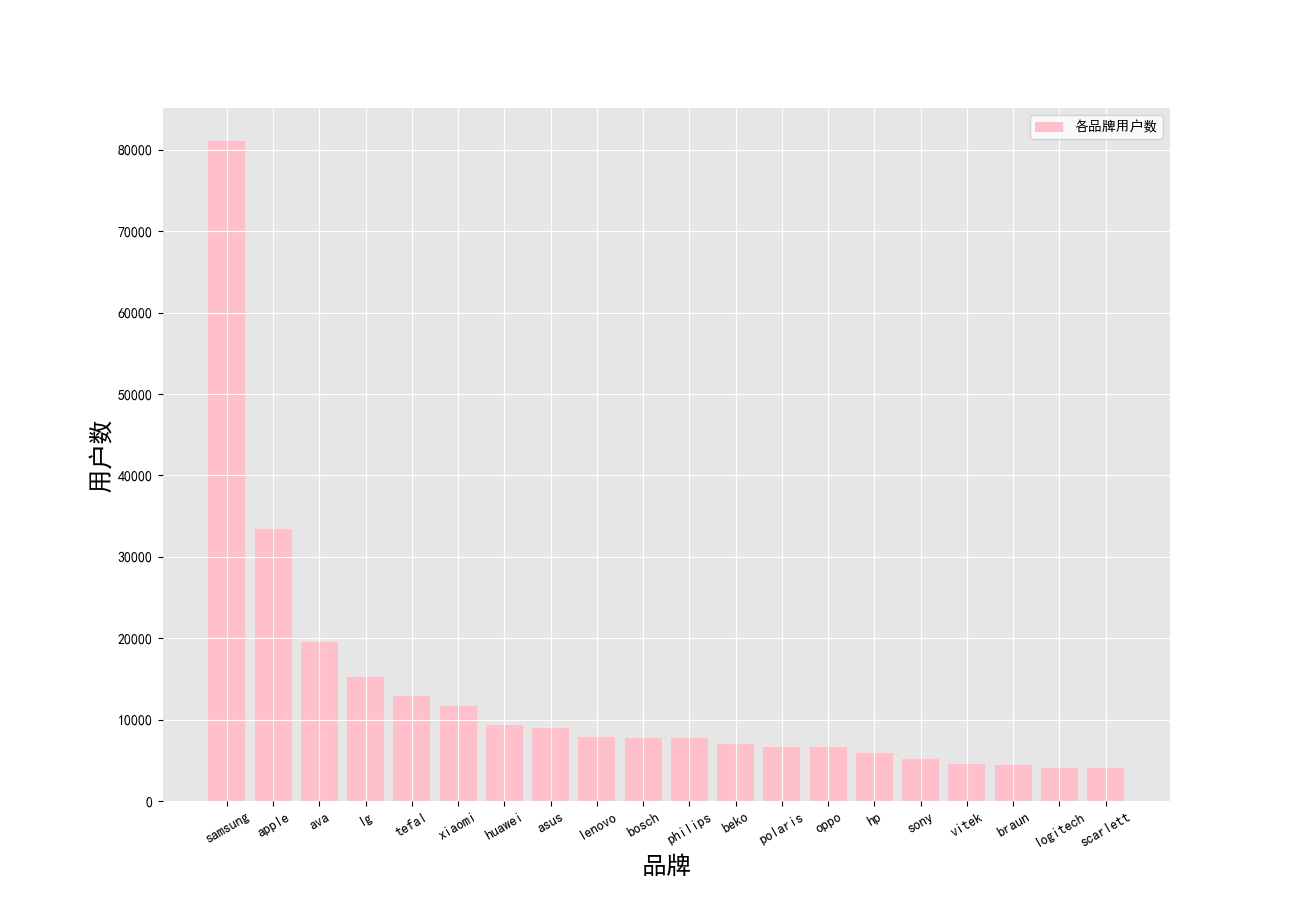 各品牌用户数
80000
70000
60000
50000
40000
30000
20000
10000
0
用户数
samsung apple ava lg tefal xiaomi huawei asus lenovo bosch philips beko polaris oppo hp sony vitek braun logitech scarlett
品牌